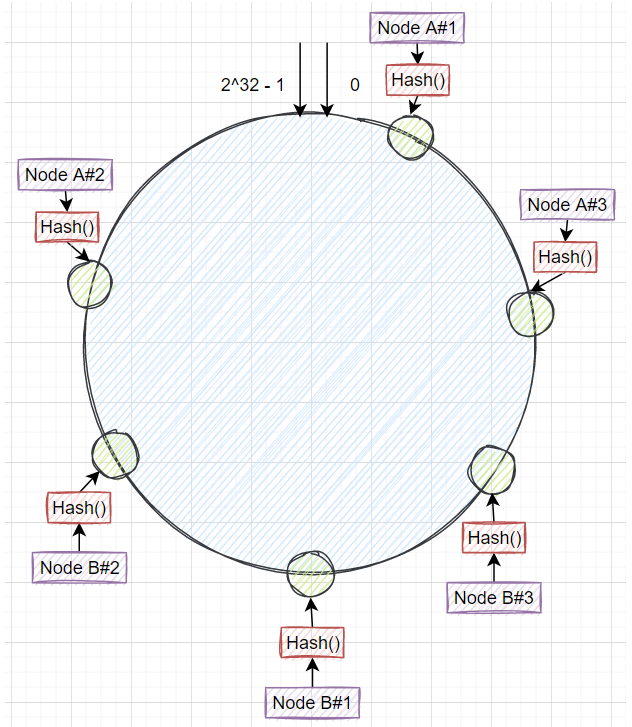 Node A#1
Hash()
2^32 - 1
0
Node A#2
Hash()
Node A#3
Hash()
Hash()
Node B#2
Hash()
Node B#3
Hash()
Node B#1